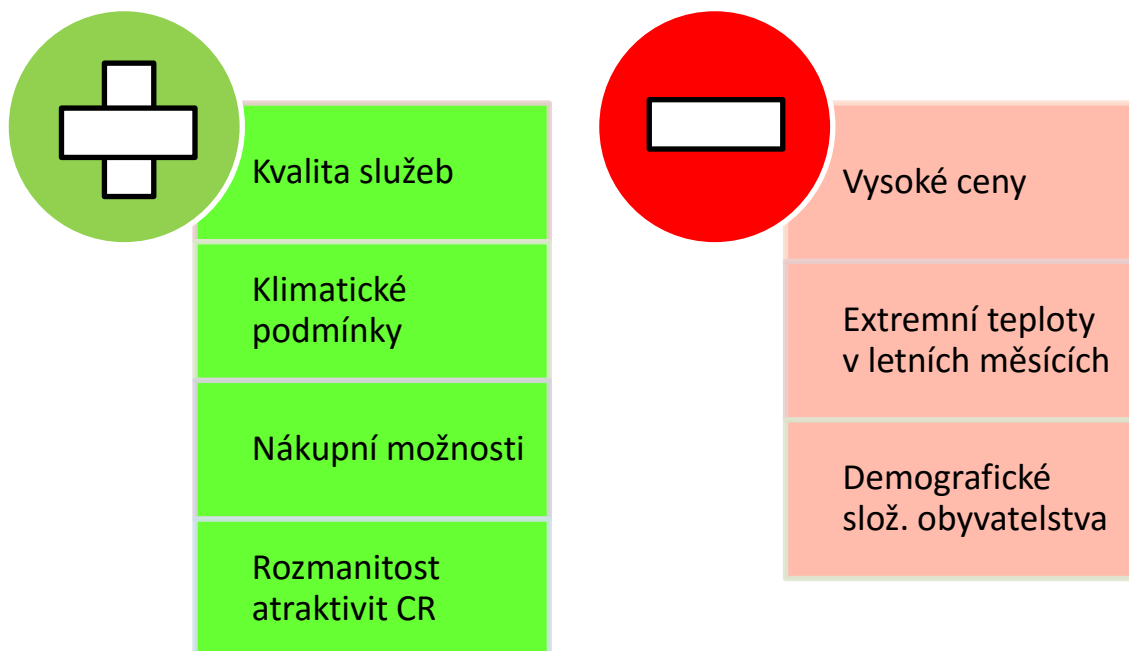 Kvalita služeb
Klimatické
podmínky
Nákupní možnosti
Rozmanitost
atraktivit CR
Vysoké ceny
Extremní teploty
v letních měsících
Demografické
slož. obyvatelstva